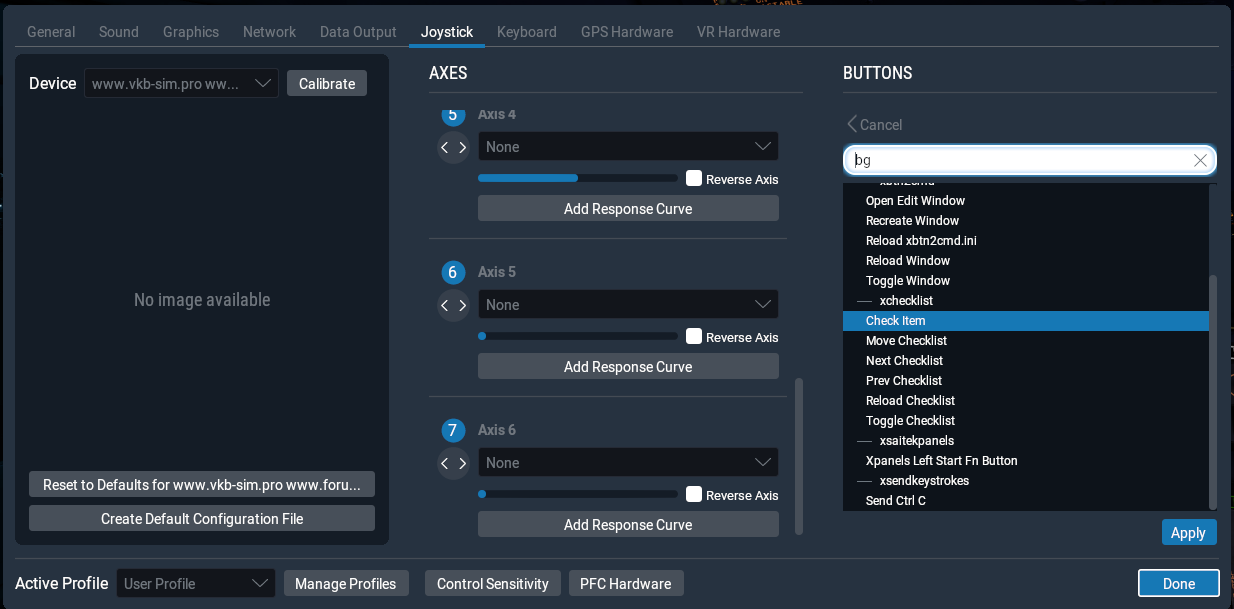 General Sound Graphics Network Data Output Joystick Keyboard GPS Hardware VR Hardware
Device www.vkb-sim.pro ww... Calibrate
No image available
Reset to Defaults for www.vkb-sim.pro www.foru...
Create Default Configuration File
AXES
5 Axis 4
None
Reverse Axis
Add Response Curve
6 Axis 5
None
Reverse Axis
Add Response Curve
7 Axis 6
None
Reverse Axis
Add Response Curve
BUTTONS
Cancel
bg
xbtn2cmd
Open Edit Window
Recreate Window
Reload xbtn2cmd.ini
Reload Window
Toggle Window
xchecklist
Check Item
Move Checklist
Next Checklist
Prev Checklist
Reload Checklist
Toggle Checklist
xsaitekpanels
Xpanels Left Start Fn Button
xsendkeystrokes
Send Ctrl C
Apply
Active Profile User Profile Manage Profiles Control Sensitivity PFC Hardware Done